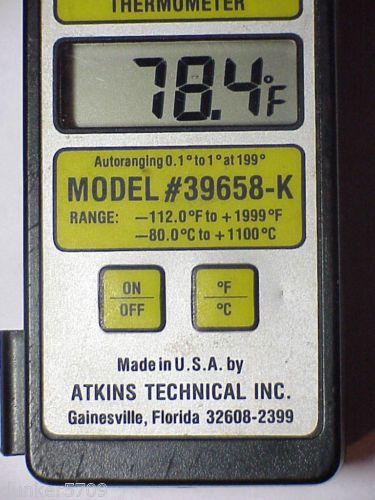 THERMOMETER
78.4°F
Autoranging 0.1° to 1° at 199°
MODEL #39658-K
RANGE: –112.0°F to +1999°F
–80.0°C to +1100°C
ON
OFF
°F
°C
Made in U.S.A. by
ATKINS TECHNICAL INC.
Gainesville, Florida 32608-2399
dunker5709